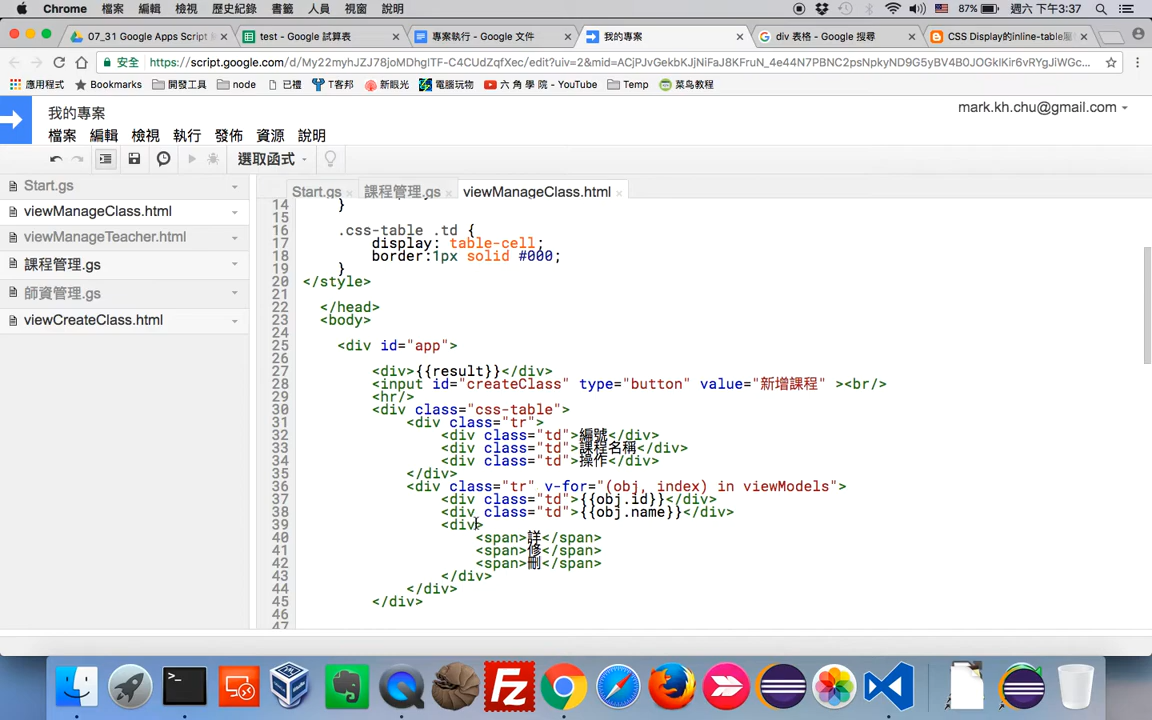 Chrome 檔案 編輯 檢視 歷史紀錄 書籤 人員 視窗 說明 87% 週六 下午3:37
07_31 Google Apps Script test - Google 試算表 專案執行 - Google 文件 我的專案 div 表格 - Google 搜尋 CSS Display的inline-table屬
安全 https://script.google.com/d/My22myhJZJ78joMDhglTF-C4CUdZqfXec/edit?uiv=2&mid=ACjPJvGekbKJjNiFaJ8KFruN_4e44N7PBNC2psNpkyND9G5yBV4B0JOGklKir6vRYgJiWGc...
應用程式 Bookmarks 開發工具 node 已禮 T客邦 新眼光 電腦玩物 六 角 學 院 - YouTube Temp 菜鳥教程
我的專案 mark.kh.chu@gmail.com
檔案 編輯 檢視 執行 發佈 資源 說明
選取函式
Start.gs
viewManageClass.html
viewManageTeacher.html
課程管理.gs
師資管理.gs
viewCreateClass.html
Start.gs 課程管理.gs viewManageClass.html
14 }
15
16 .css-table .td {
17 display: table-cell;
18 border:1px solid #000;
19 }
20 </style>
21
22 </head>
23 <body>
24
25 <div id="app">
26
27 <div>{{result}}</div>
28 <input id="createClass" type="button" value="新增課程" ><br/>
29 <hr/>
30 <div class="css-table">
31 <div class="tr">
32 <div class="td">編號</div>
33 <div class="td">課程名稱</div>
34 <div class="td">操作</div>
35 </div>
36 <div class="tr" v-for="(obj, index) in viewModels">
37 <div class="td">{{obj.id}}</div>
38 <div class="td">{{obj.name}}</div>
39 <div>
40 <span>詳</span>
41 <span>修</span>
42 <span>刪</span>
43 </div>
44 </div>
45 </div>
46
47